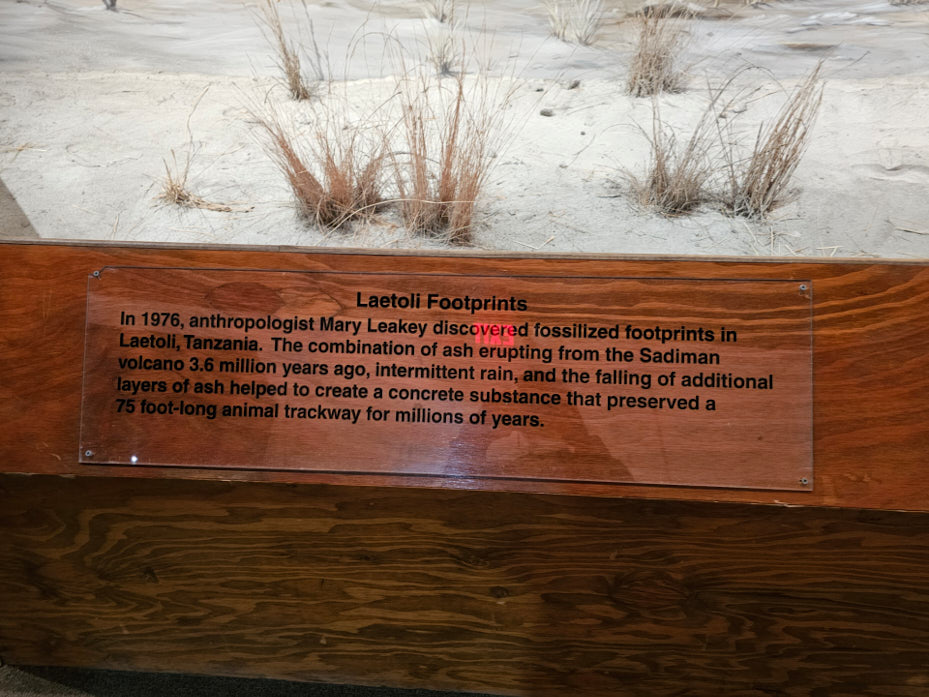 Laetoli Footprints
In 1976, anthropologist Mary Leakey discovered fossilized footprints in
Laetoli, Tanzania. The combination of ash erupting from the Sadiman
volcano 3.6 million years ago, intermittent rain, and the falling of additional
layers of ash helped to create a concrete substance that preserved a
75 foot-long animal trackway for millions of years.